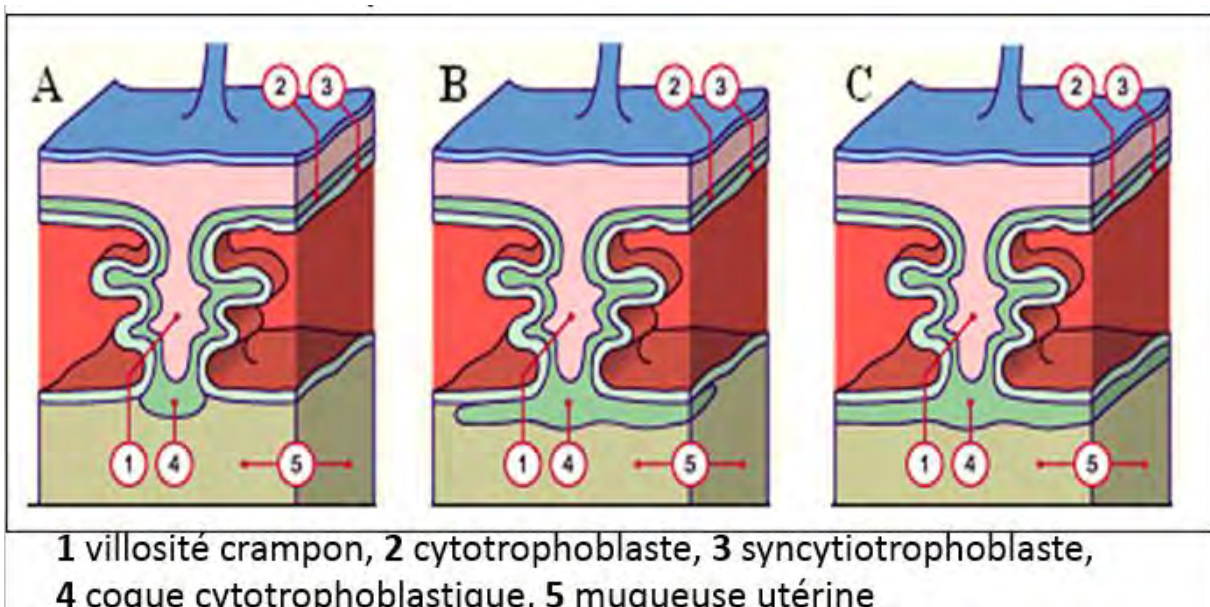 A B C
2 3 2 3 2 3
1 4 5 1 4 5 1 4 5
1 villosité crampon, 2 cytotrophoblaste, 3 syncytiotrophoblaste,
4 coque cytotrophoblastique, 5 muqueuse utérine